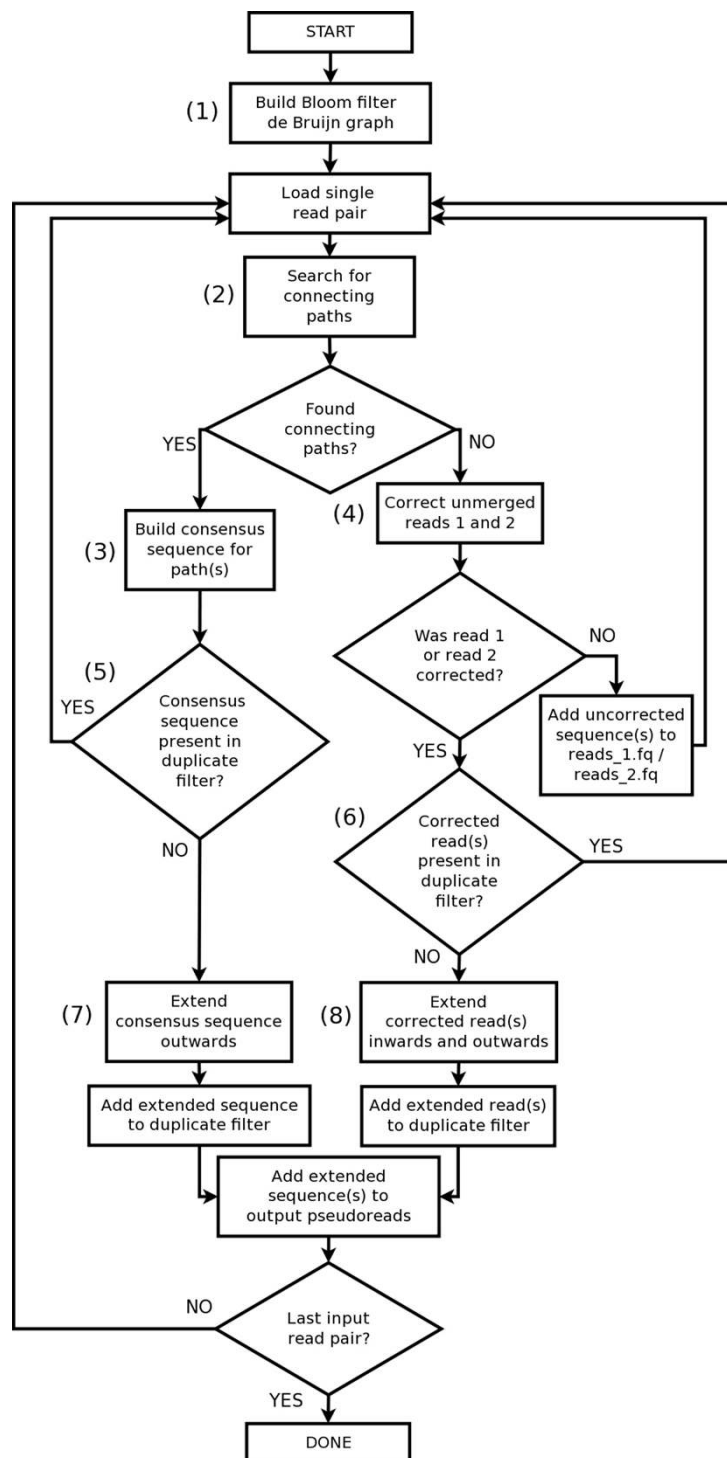 START
(1)
Build Bloom filter
de Bruijn graph
Load single
read pair
(2)
Search for
connecting
paths
Found
connecting
paths?
YES
NO
(3)
Build consensus
sequence for
path(s)
(4)
Correct unmerged
reads 1 and 2
(5)
YES
Consensus
sequence
present in
duplicate
filter?
NO
Was read 1
or read 2
corrected?
NO
Add uncorrected
sequence(s) to
reads_1.fq /
reads_2.fq
YES
(6)
Corrected
read(s)
present in
duplicate
filter?
YES
NO
(7)
Extend
consensus sequence
outwards
(8)
Extend
corrected read(s)
inwards and outwards
Add extended sequence
to duplicate filter
Add extended read(s)
to duplicate filter
Add extended
sequence(s) to
output pseudoreads
NO
Last input
read pair?
YES
DONE